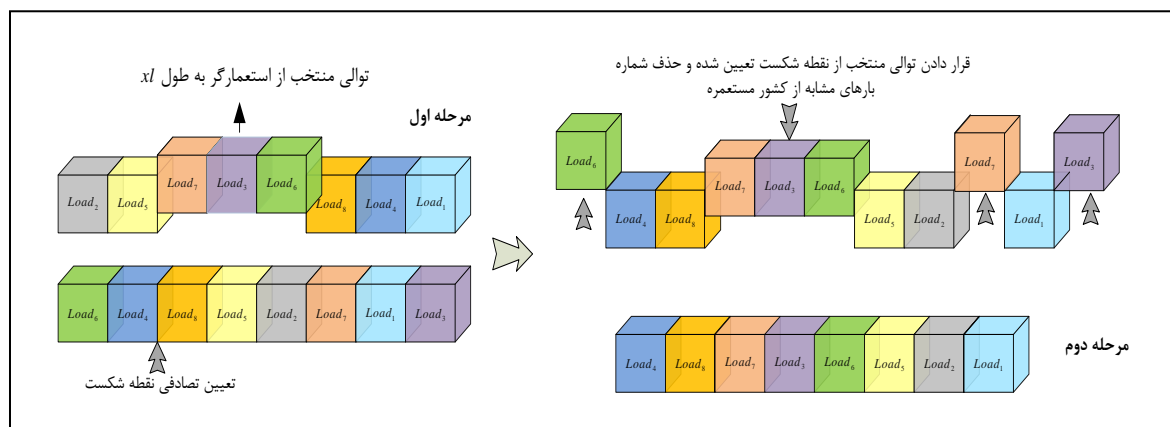 توالی منتخب از استعمارگر به طول xl
مرحله اول
Load2 Load5 Load7 Load3 Load6 Load8 Load4 Load1
Load6 Load4 Load8 Load5 Load2 Load7 Load1 Load3
تعیین تصادفی نقطه شکست
قرار دادن توالی منتخب از نقطه شکست تعیین شده و حذف شماره
بارهای مشابه از کشور مستعمره
Load6 Load4 Load8 Load7 Load3 Load6 Load5 Load2 Load2 Load1 Load3
مرحله دوم
Load4 Load8 Load7 Load3 Load6 Load5 Load2 Load1